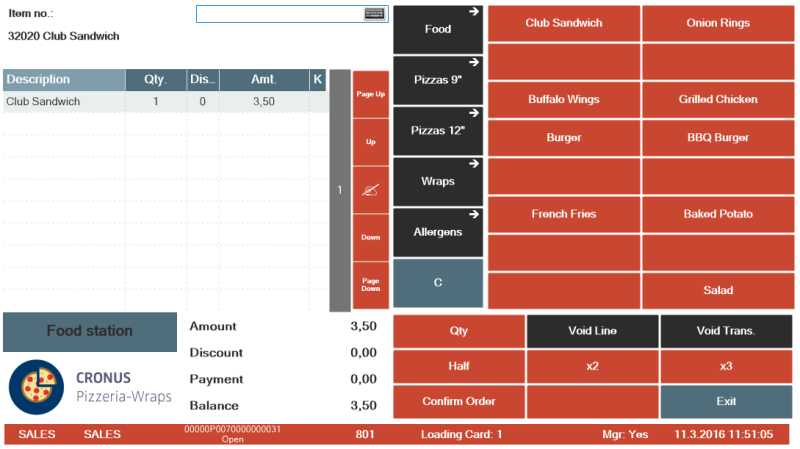 Item no.:
32020 Club Sandwich
Description Qty. Dis... Amt. K
Club Sandwich 1 0 3,50
1
Page Up
Up
Down
Page Down
Food
Pizzas 9"
Pizzas 12"
Wraps
Allergens
C
Club Sandwich Onion Rings
Buffalo Wings Grilled Chicken
Burger BBQ Burger
French Fries Baked Potato
Salad
Food station
CRONUS
Pizzeria-Wraps
Amount 3,50
Discount 0,00
Payment 0,00
Balance 3,50
Qty Void Line Void Trans.
Half x2 x3
Confirm Order Exit
SALES SALES 00000P0070000000031 Open 801 Loading Card: 1 Mgr: Yes 11.3.2016 11:51:05